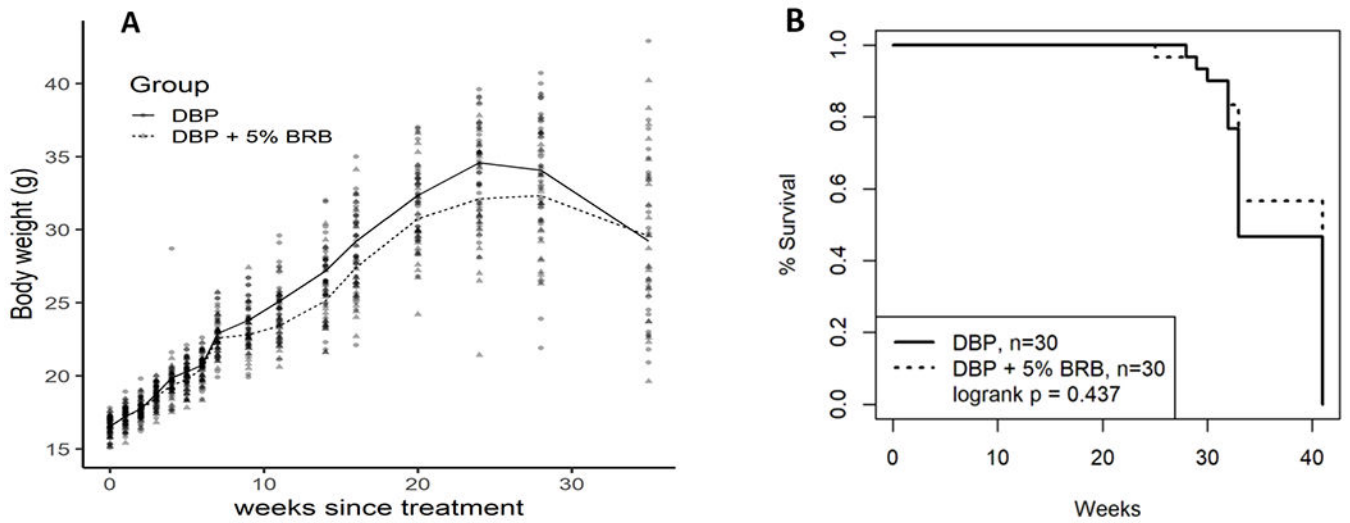 A
Body weight (g)
40
35
30
25
20
15
Group
DBP
DBP + 5% BRB
0
10
20
30
weeks since treatment
B
% Survival
1.0
0.8
0.6
0.4
0.2
0.0
DBP, n=30
DBP + 5% BRB, n=30
logrank p = 0.437
0
10
20
30
40
Weeks